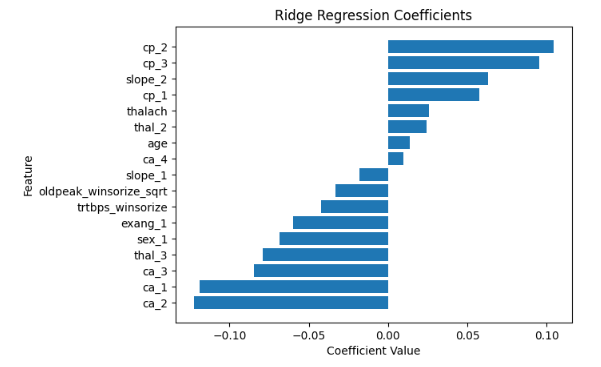 Ridge Regression Coefficients
cp_2
cp_3
slope_2
cp_1
thalach
thal_2
age
ca_4
slope_1
oldpeak_winsorize_sqrt
trtbps_winsorize
exang_1
sex_1
thal_3
ca_3
ca_1
ca_2
Feature
−0.10 −0.05 0.00 0.05 0.10
Coefficient Value